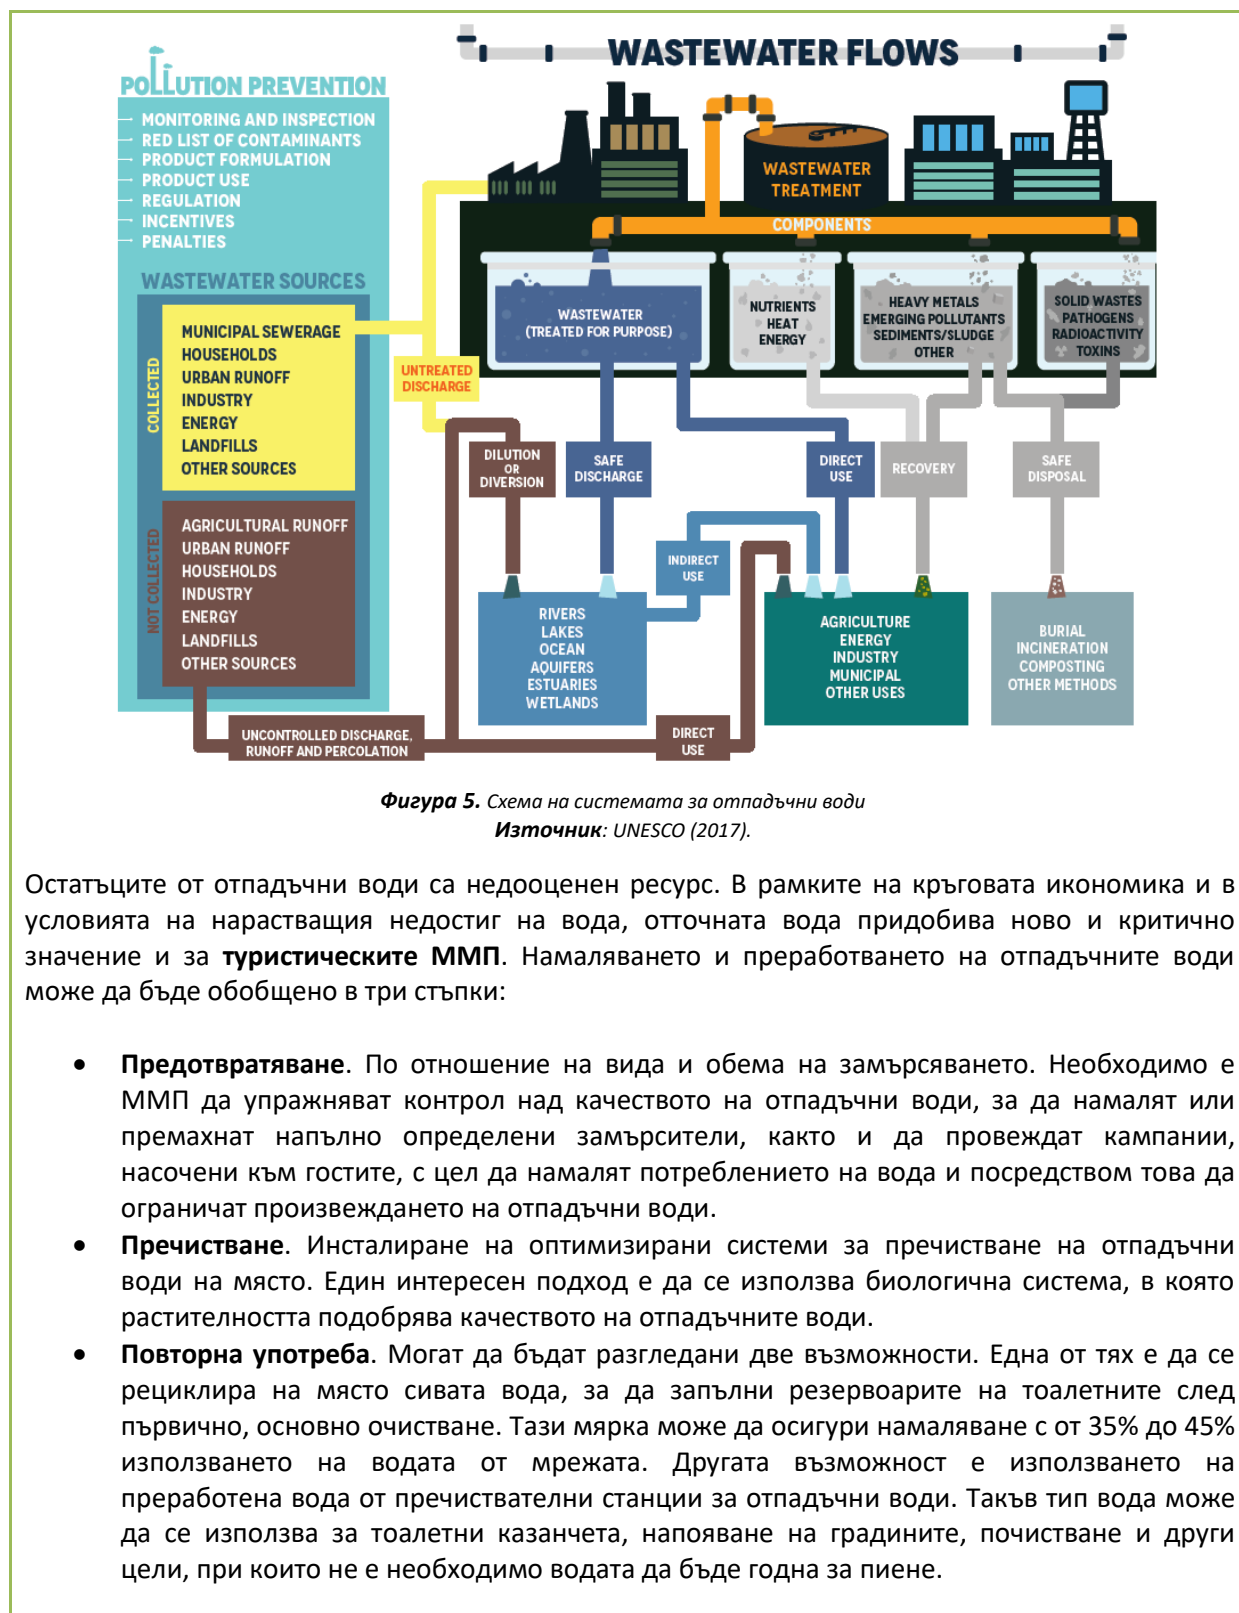 WASTEWATER FLOWS
POLLUTION PREVENTION
MONITORING AND INSPECTION
RED LIST OF CONTAMINANTS
PRODUCT FORMULATION
PRODUCT USE
REGULATION
INCENTIVES
PENALTIES
WASTEWATER SOURCES
COLLECTED
MUNICIPAL SEWERAGE
HOUSEHOLDS
URBAN RUNOFF
INDUSTRY
ENERGY
LANDFILLS
OTHER SOURCES
NOT COLLECTED
AGRICULTURAL RUNOFF
URBAN RUNOFF
HOUSEHOLDS
INDUSTRY
ENERGY
LANDFILLS
OTHER SOURCES
WASTEWATER
TREATMENT
COMPONENTS
WASTEWATER
(TREATED FOR PURPOSE)
NUTRIENTS
HEAT
ENERGY
HEAVY METALS
EMERGING POLLUTANTS
SEDIMENTS/SLUDGE
OTHER
SOLID WASTES
PATHOGENS
RADIOACTIVITY
TOXINS
UNTREATED
DISCHARGE
DILUTION
OR
DIVERSION
SAFE
DISCHARGE
DIRECT
USE
RECOVERY
SAFE
DISPOSAL
INDIRECT
USE
RIVERS
LAKES
OCEAN
AQUIFERS
ESTUARIES
WETLANDS
AGRICULTURE
ENERGY
INDUSTRY
MUNICIPAL
OTHER USES
BURIAL
INCINERATION
COMPOSTING
OTHER METHODS
UNCONTROLLED DISCHARGE,
RUNOFF AND PERCOLATION
DIRECT
USE
Фигура 5. Схема на системата за отпадъчни води
Източник: UNESCO (2017).
Остатъците от отпадъчни води са недооценен ресурс. В рамките на кръговата икономика и в
условията на нарастващия недостиг на вода, отточната вода придобива ново и критично
значение и за туристическите ММП. Намаляването и преработването на отпадъчните води
може да бъде обобщено в три стъпки:
• Предотвратяване. По отношение на вида и обема на замърсяването. Необходимо е
ММП да упражняват контрол над качеството на отпадъчни води, за да намалят или
премахнат напълно определени замърсители, както и да провеждат кампании,
насочени към гостите, с цел да намалят потреблението на вода и посредством това да
ограничат произвеждането на отпадъчни води.
• Пречистване. Инсталиране на оптимизирани системи за пречистване на отпадъчни
води на място. Един интересен подход е да се използва биологична система, в която
растителността подобрява качеството на отпадъчните води.
• Повторна употреба. Могат да бъдат разгледани две възможности. Една от тях е да се
рециклира на място сивата вода, за да запълни резервоарите на тоалетните след
първично, основно очистване. Тази мярка може да осигури намаляване с от 35% до 45%
използването на водата от мрежата. Другата възможност е използването на
преработена вода от пречиствателни станции за отпадъчни води. Такъв тип вода може
да се използва за тоалетни казанчета, напояване на градините, почистване и други
цели, при които не е необходимо водата да бъде годна за пиене.